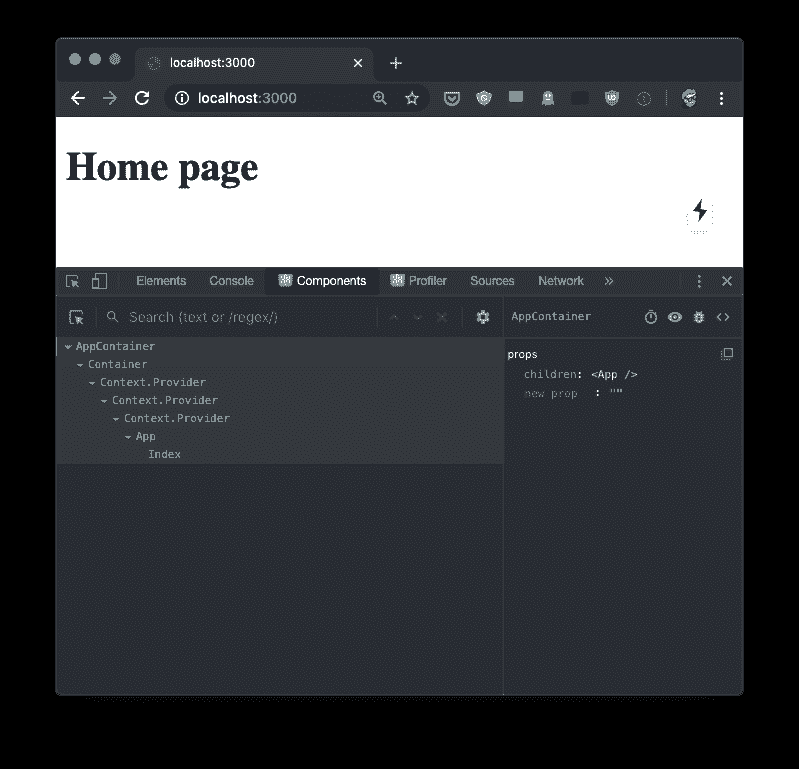 localhost:3000
localhost:3000
Home page
Elements Console Components Profiler Sources Network »
Search (text or /regex/)
AppContainer
AppContainer
Container
Context.Provider
Context.Provider
Context.Provider
App
Index
props
children: <App />
new prop : ""